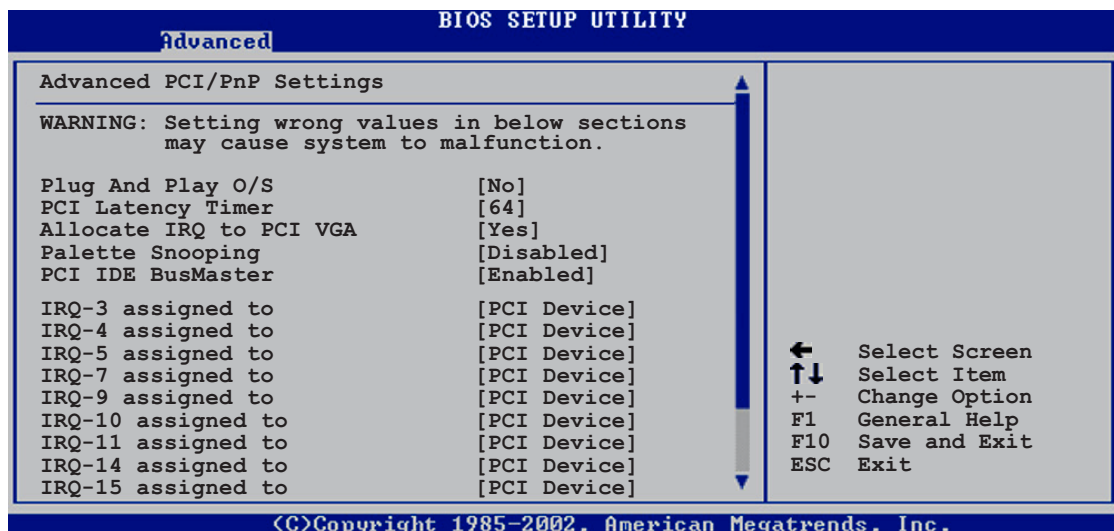 BIOS SETUP UTILITY
Advanced
Advanced PCI/PnP Settings
WARNING: Setting wrong values in below sections
may cause system to malfunction.
Plug And Play O/S [No]
PCI Latency Timer [64]
Allocate IRQ to PCI VGA [Yes]
Palette Snooping [Disabled]
PCI IDE BusMaster [Enabled]
IRQ-3 assigned to [PCI Device]
IRQ-4 assigned to [PCI Device]
IRQ-5 assigned to [PCI Device]
IRQ-7 assigned to [PCI Device]
IRQ-9 assigned to [PCI Device]
IRQ-10 assigned to [PCI Device]
IRQ-11 assigned to [PCI Device]
IRQ-14 assigned to [PCI Device]
IRQ-15 assigned to [PCI Device]
← Select Screen
↑↓ Select Item
+- Change Option
F1 General Help
F10 Save and Exit
ESC Exit
(C)Copyright 1985-2002, American Megatrends, Inc.